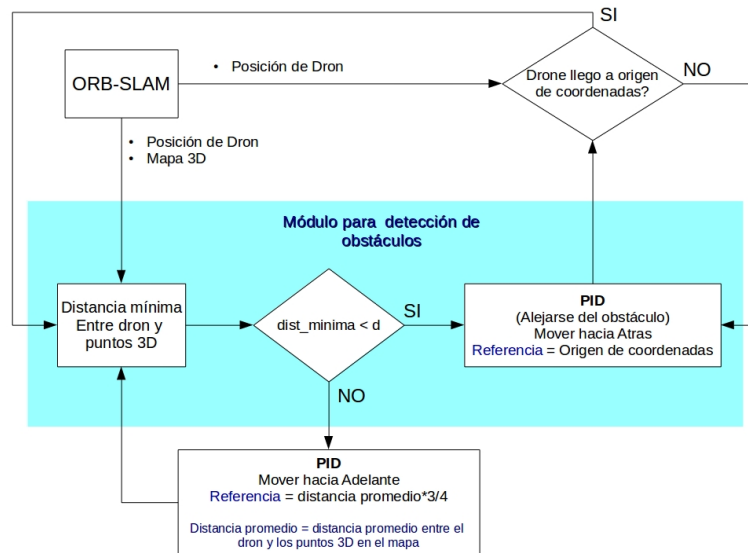 SI
ORB-SLAM
• Posición de Dron
Drone llego a origen
de coordenadas?
NO
• Posición de Dron
• Mapa 3D
Módulo para detección de
obstáculos
Distancia mínima
Entre dron y
puntos 3D
dist_minima < d
SI
PID
(Alejarse del obstáculo)
Mover hacia Atras
Referencia = Origen de coordenadas
NO
PID
Mover hacia Adelante
Referencia = distancia promedio*3/4
Distancia promedio = distancia promedio entre el
dron y los puntos 3D en el mapa